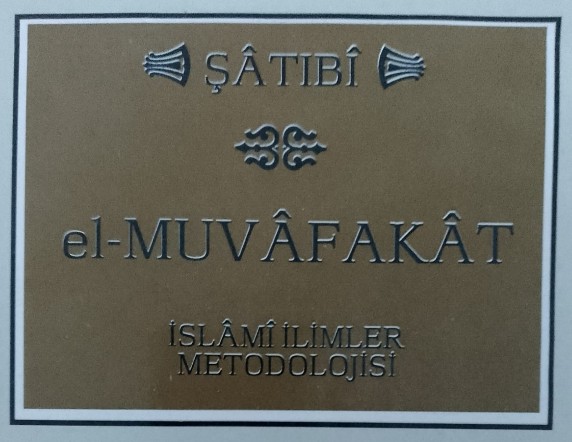 ŞÂTIBÎ
el-MUVÂFAKÂT
İSLÂMÎ İLİMLER
METODOLOJİSİ